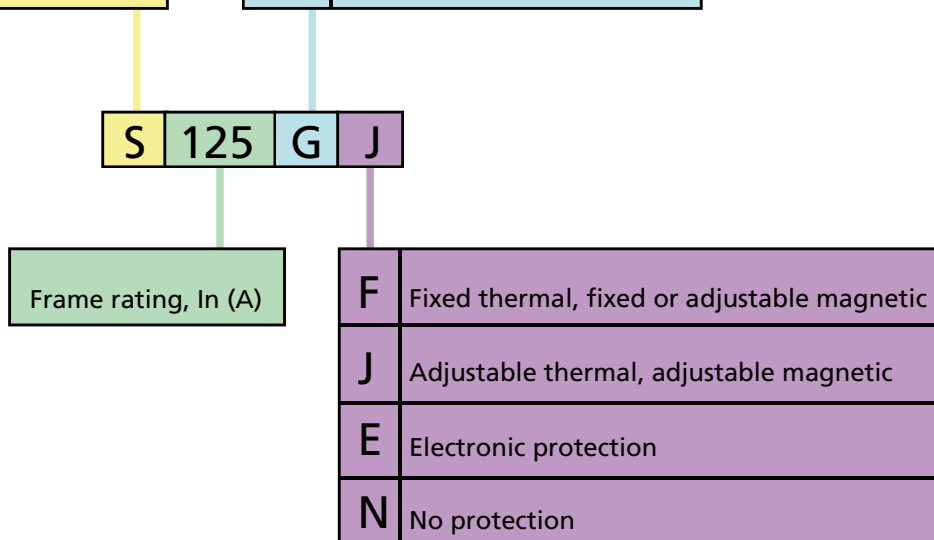 S 125 G J
Frame rating, In (A)
F Fixed thermal, fixed or adjustable magnetic
J Adjustable thermal, adjustable magnetic
E Electronic protection
N No protection